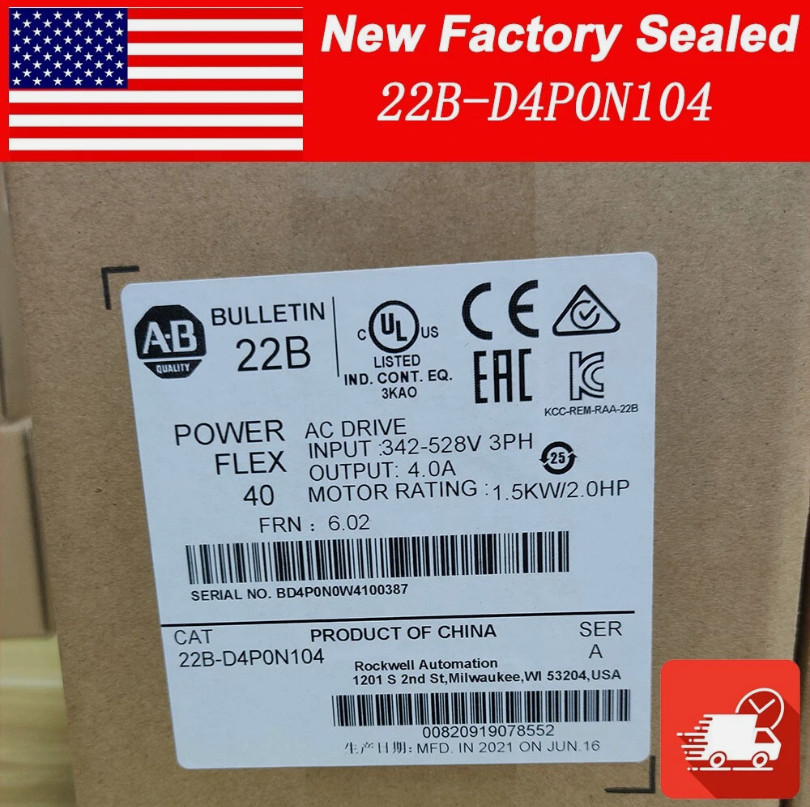 New Factory Sealed
22B-D4P0N104
A-B
QUALITY
BULLETIN
22B
C UL US
LISTED
IND. CONT. EQ.
3KAO
CE
EAC
KC
KCC-REM-RAA-22B
POWER
FLEX
40
AC DRIVE
INPUT :342-528V 3PH
OUTPUT: 4.0A
MOTOR RATING :1.5KW/2.0HP
25
FRN : 6.02
SERIAL NO. BD4P0N0W4100387
CAT
22B-D4P0N104
PRODUCT OF CHINA
SER
A
Rockwell Automation
1201 S 2nd St,Milwaukee,WI 53204,USA
00820919078552
生产日期: MFD. IN 2021 ON JUN.16